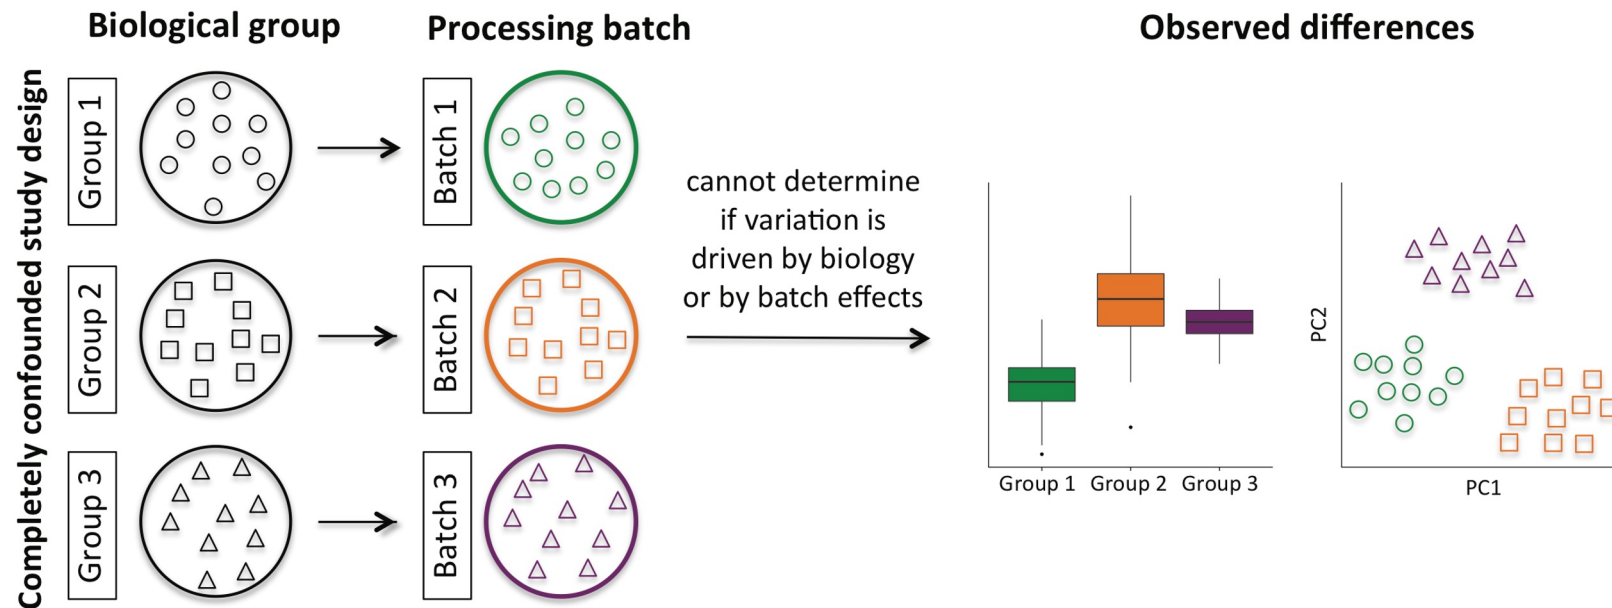 Biological group
Processing batch
Observed differences
Completely confounded study design
Group 1
Batch 1
Group 2
Batch 2
Group 3
Batch 3
cannot determine
if variation is
driven by biology
or by batch effects
Group 1 Group 2 Group 3
PC2
PC1